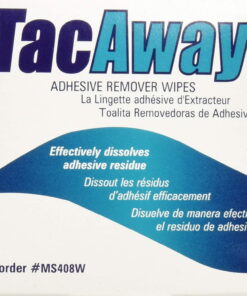 TacAway
ADHESIVE REMOVER WIPES
La Lingette adhésive d'Extracteur
Toalita Removedoras de Adhesiv
Effectively dissolves
adhesive residue
Dissout les résidus
d'adhésif efficacement
Disuelve de manera efecti
el residuo de adhesi
order #MS408W